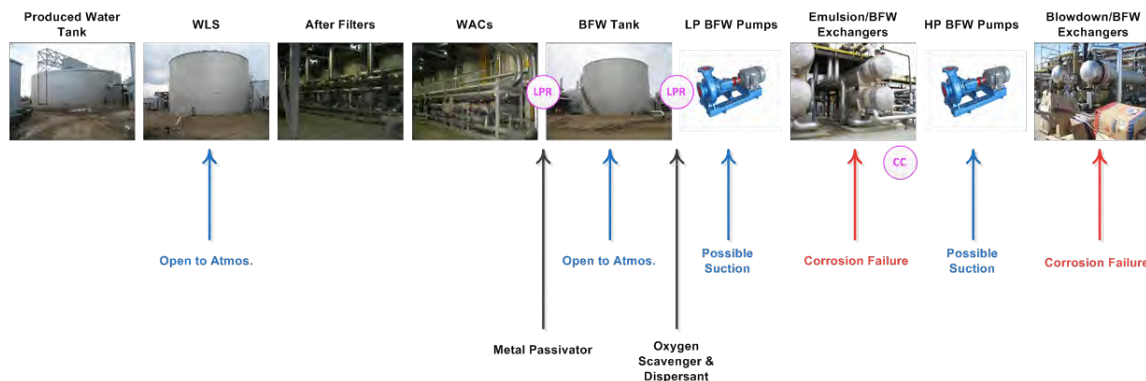 Produced Water
Tank
WLS
After Filters
WACs
BFW Tank
LP BFW Pumps
Emulsion/BFW
Exchangers
HP BFW Pumps
Blowdown/BFW
Exchangers
LPR
LPR
CC
Open to Atmos.
Open to Atmos.
Possible
Suction
Corrosion Failure
Possible
Suction
Corrosion Failure
Metal Passivator
Oxygen
Scavenger &
Dispersant